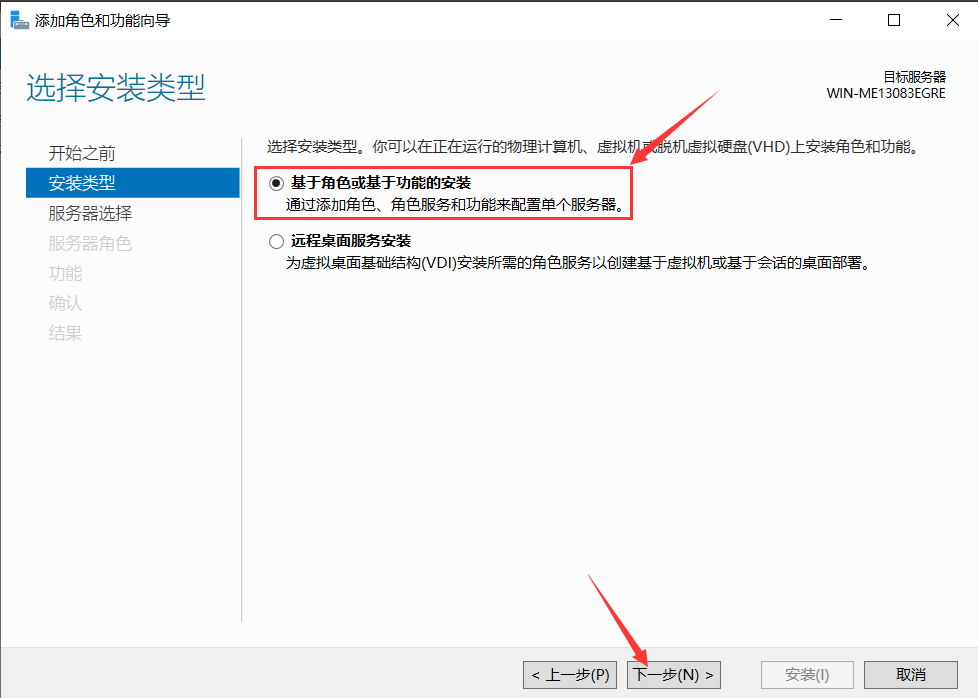 添加角色和功能向导
选择安装类型
目标服务器
WIN-ME13083EGRE
开始之前
安装类型
服务器选择
服务器角色
功能
确认
结果
选择安装类型。你可以在正在运行的物理计算机、虚拟机或脱机虚拟硬盘(VHD)上安装角色和功能。
基于角色或基于功能的安装
通过添加角色、角色服务和功能来配置单个服务器。
远程桌面服务安装
为虚拟桌面基础结构(VDI)安装所需的角色服务以创建基于虚拟机或基于会话的桌面部署。
< 上一步(P)
下一步(N) >
安装(I)
取消